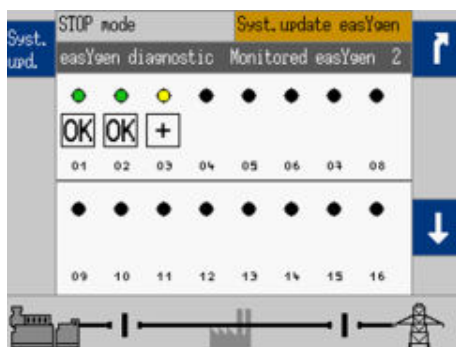 STOP mode Syst. update easYgen
Syst.
upd.
easYgen diagnostic Monitored easYgen 2
OK OK +
01 02 03 04 05 06 07 08
09 10 11 12 13 14 15 16